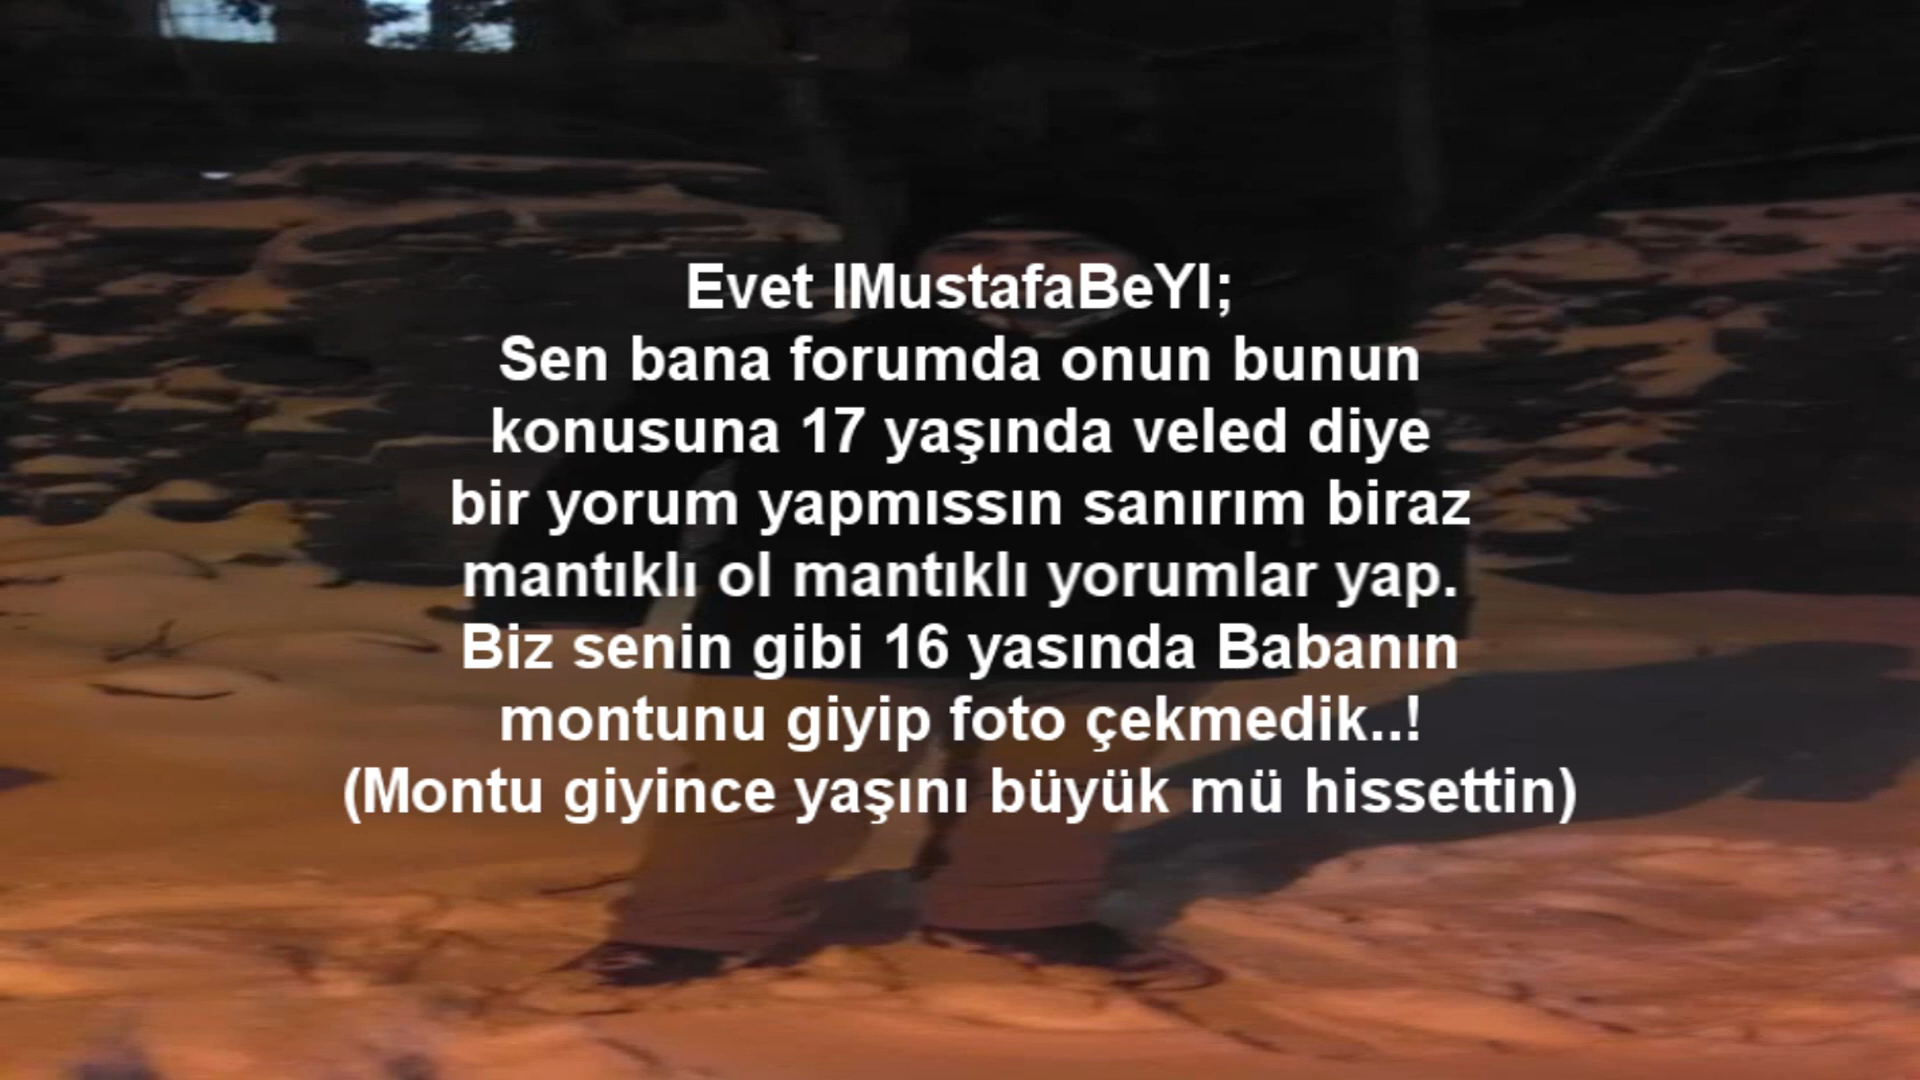 Evet IMustafaBeYI;
Sen bana forumda onun bunun
konusuna 17 yaşında veled diye
bir yorum yapmıssın sanırım biraz
mantıklı ol mantıklı yorumlar yap.
Biz senin gibi 16 yasında Babanın
montunu giyip foto çekmedik..!
(Montu giyince yaşını büyük mü hissettin)